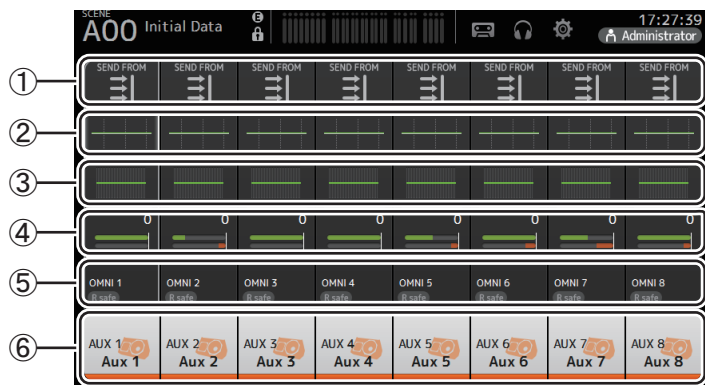 SCENE
A00 Initial Data
E
17:27:39
Administrator
① SEND FROM SEND FROM SEND FROM SEND FROM SEND FROM SEND FROM SEND FROM SEND FROM
②
③
④ 0 0 0 0 0 0 0 0
⑤ OMNI 1 OMNI 2 OMNI 3 OMNI 4 OMNI 5 OMNI 6 OMNI 7 OMNI 8
R safe R safe R safe R safe R safe R safe R safe R safe
⑥ AUX 1 AUX 2 AUX 3 AUX 4 AUX 5 AUX 6 AUX 7 AUX 8
Aux 1 Aux 2 Aux 3 Aux 4 Aux 5 Aux 6 Aux 7 Aux 8